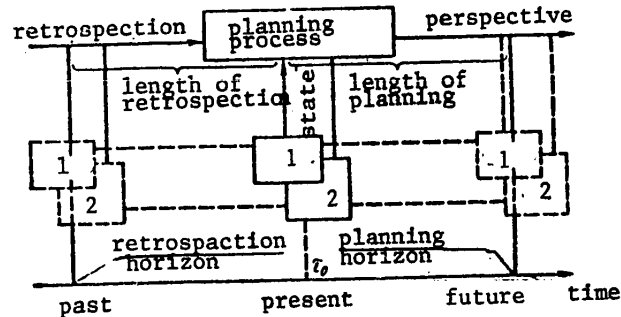 retrospection
planning
process
perspective
length of
retrospection
state
length of
planning
1
2
1
2
1
2
retrospaction
horizon
τ₀
planning
horizon
past
present
future
time